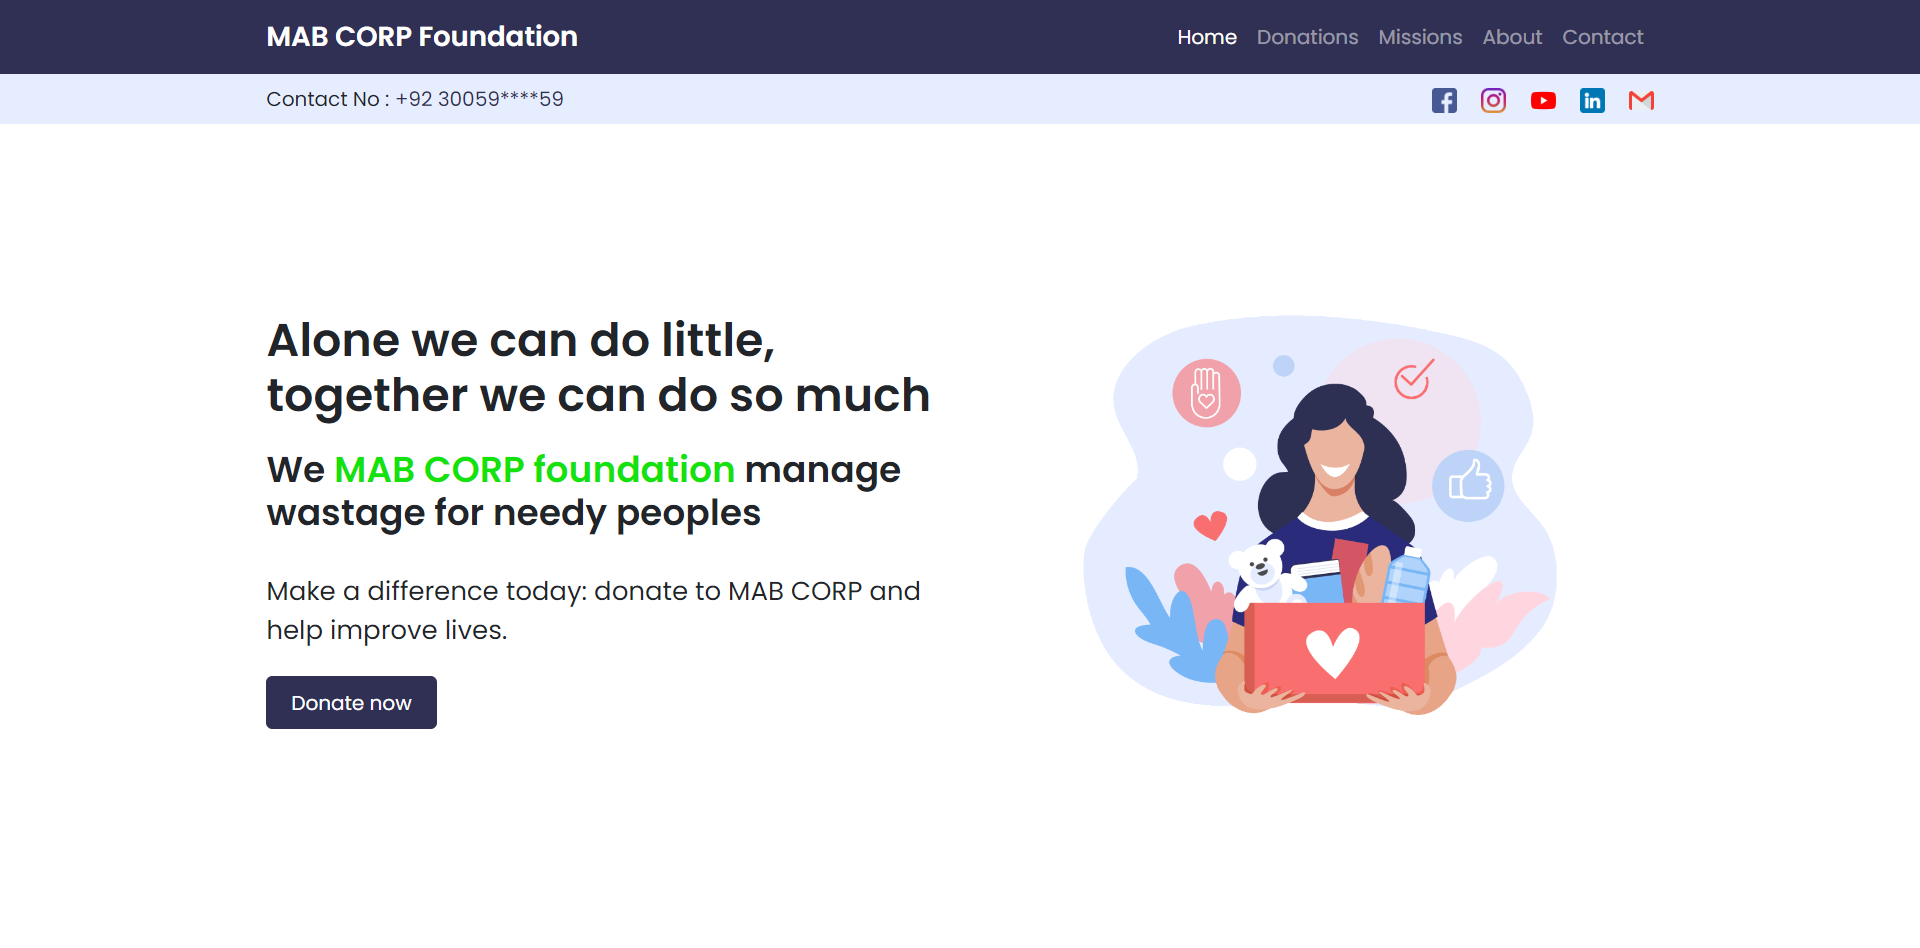 MAB CORP Foundation
Home Donations Missions About Contact
Contact No : +92 30059****59
Alone we can do little,
together we can do so much
We MAB CORP foundation manage
wastage for needy peoples
Make a difference today: donate to MAB CORP and
help improve lives.
Donate now